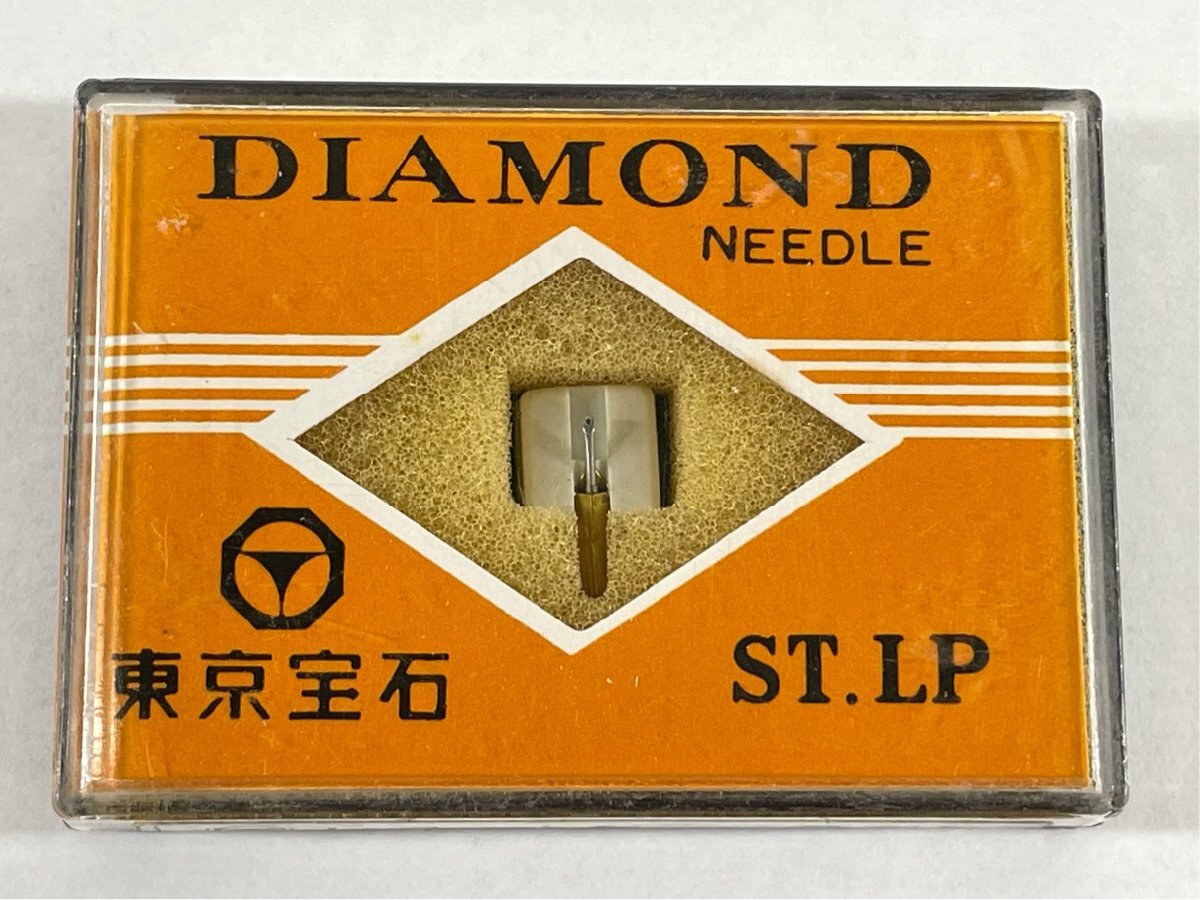 DIAMOND
NEEDLE
東京宝石
ST.LP